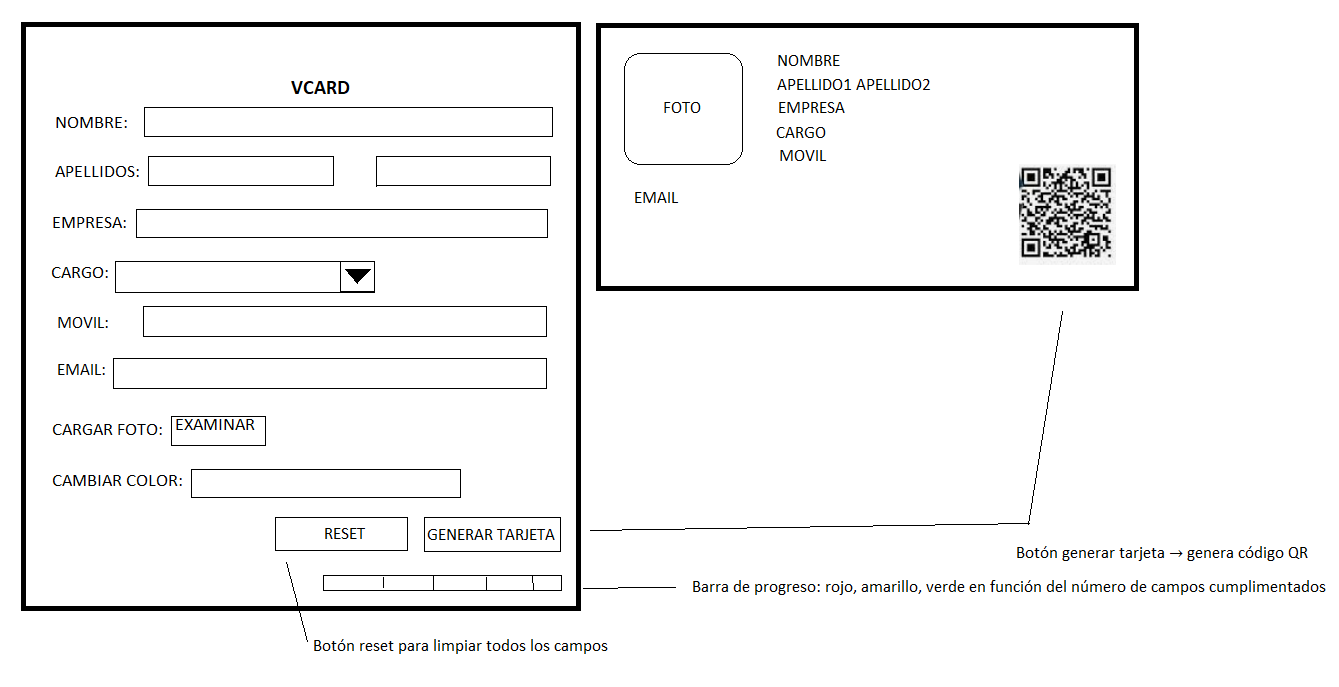 VCARD
NOMBRE:
APELLIDOS:
EMPRESA:
CARGO:
MOVIL:
EMAIL:
CARGAR FOTO: EXAMINAR
CAMBIAR COLOR:
RESET GENERAR TARJETA
FOTO
NOMBRE
APELLIDO1 APELLIDO2
EMPRESA
CARGO
MOVIL
EMAIL
Botón generar tarjeta → genera código QR
Barra de progreso: rojo, amarillo, verde en función del número de campos cumplimentados
Botón reset para limpiar todos los campos